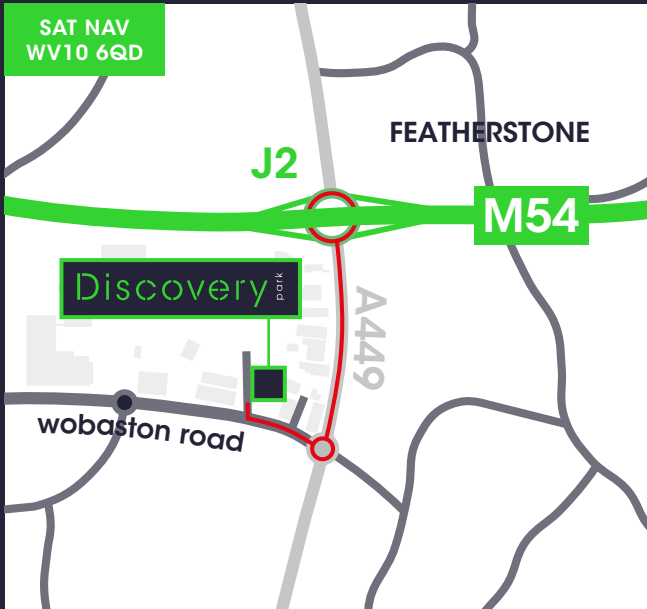 SAT NAV
WV10 6QD
FEATHERSTONE
J2
M54
Discovery park
A449
wobaston road